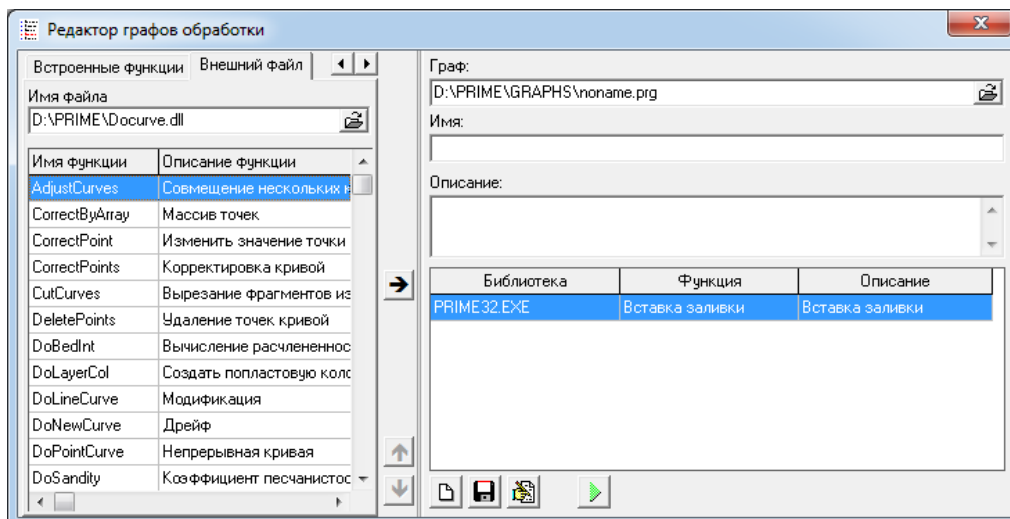 Редактор графов обработки
Встроенные функции Внешний файл
Имя файла
D:\PRIME\Docurve.dll
Имя функции Описание функции
AdjustCurves Совмещение нескольких
CorrectByArray Массив точек
CorrectPoint Изменить значение точки
CorrectPoints Корректировка кривой
CutCurves Вырезание фрагментов из
DeletePoints Удаление точек кривой
DoBedInt Вычисление расчлененнос
DoLayerCol Создать попластовую коло
DoLineCurve Модификация
DoNewCurve Дрейф
DoPointCurve Непрерывная кривая
DoSandity Коэффициент песчанистос
Граф:
D:\PRIME\GRAPHS\noname.prg
Имя:
Описание:
Библиотека Функция Описание
PRIME32.EXE Вставка заливки Вставка заливки